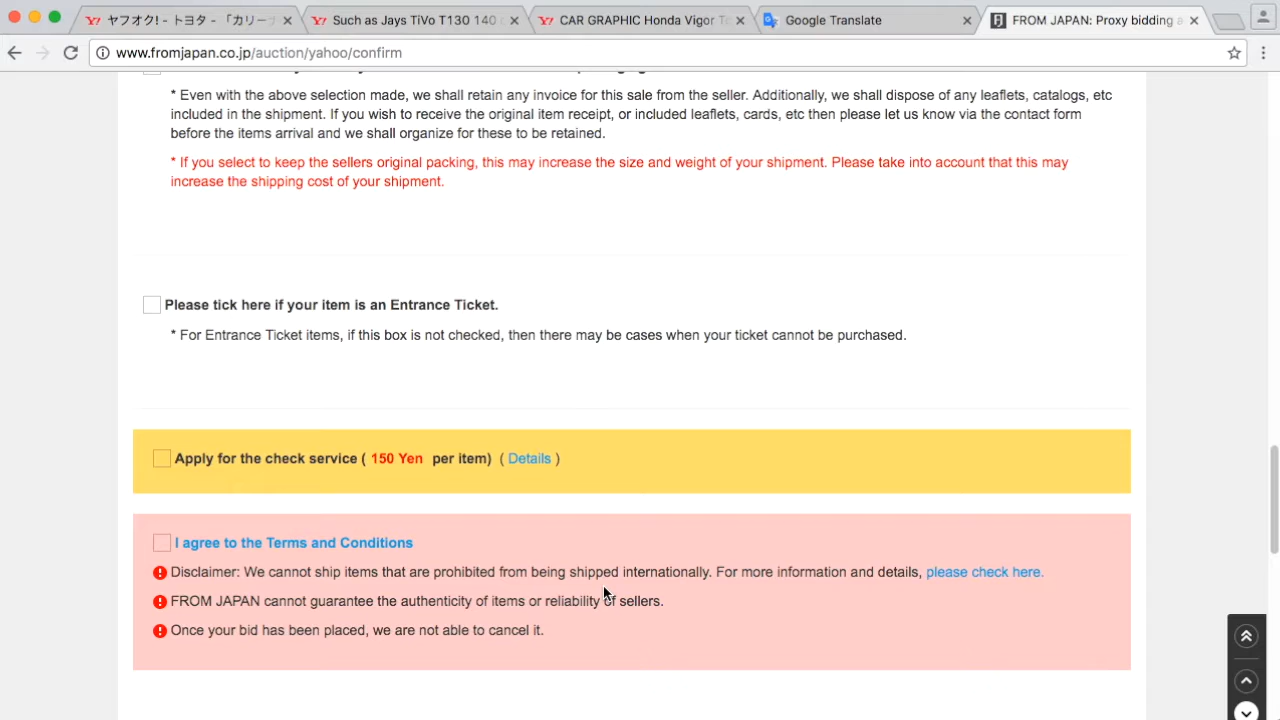 ヤフオク! - トヨタ - 「カリー
Such as Jays TiVo T130 140
CAR GRAPHIC Honda Vigor Te
Google Translate
FROM JAPAN: Proxy bidding a
www.fromjapan.co.jp/auction/yahoo/confirm
* Even with the above selection made, we shall retain any invoice for this sale from the seller. Additionally, we shall dispose of any leaflets, catalogs, etc
included in the shipment. If you wish to receive the original item receipt, or included leaflets, cards, etc then please let us know via the contact form
before the items arrival and we shall organize for these to be retained.
* If you select to keep the sellers original packing, this may increase the size and weight of your shipment. Please take into account that this may
increase the shipping cost of your shipment.
Please tick here if your item is an Entrance Ticket.
* For Entrance Ticket items, if this box is not checked, then there may be cases when your ticket cannot be purchased.
Apply for the check service ( 150 Yen per item) ( Details )
I agree to the Terms and Conditions
Disclaimer: We cannot ship items that are prohibited from being shipped internationally. For more information and details, please check here.
FROM JAPAN cannot guarantee the authenticity of items or reliability of sellers.
Once your bid has been placed, we are not able to cancel it.